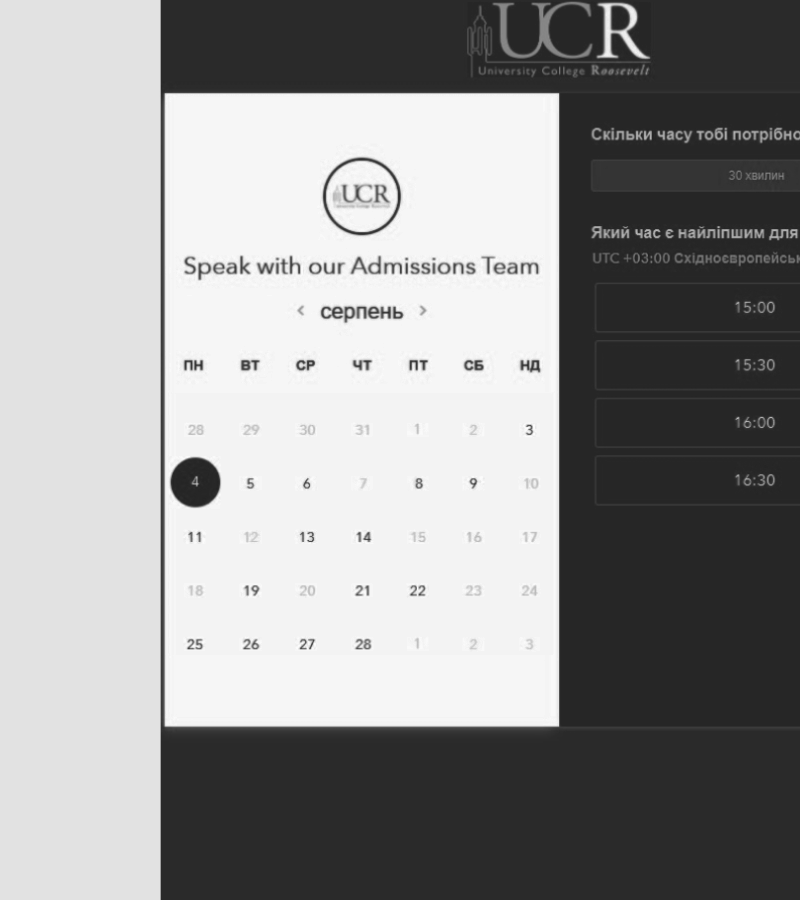 UCR
University College Roosevelt
UCR
Speak with our Admissions Team
< серпень >
ПН ВТ СР ЧТ ПТ СБ НД
28 29 30 31 1 2 3
4 5 6 7 8 9 10
11 12 13 14 15 16 17
18 19 20 21 22 23 24
25 26 27 28 1 2 3
Скільки часу тобі потрібно
30 хвилин
Який час є найліпшим для
UTC +03:00 Східноєвропейськ
15:00
15:30
16:00
16:30